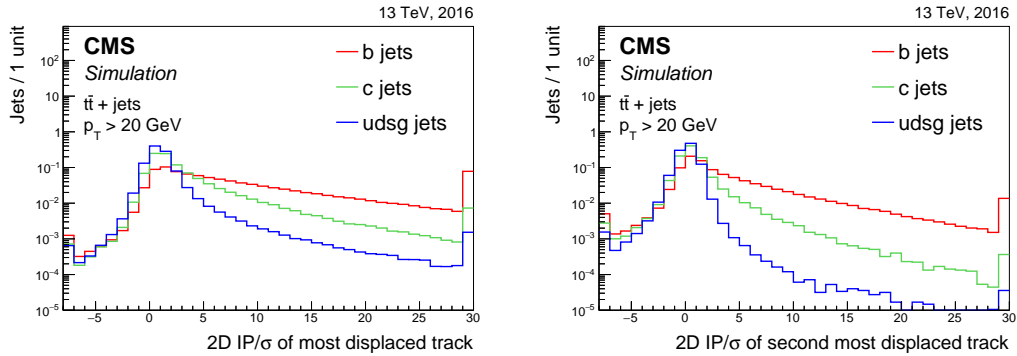 13 TeV, 2016
Jets / 1 unit
CMS
Simulation
tt̄ + jets
p_T > 20 GeV
b jets
c jets
udsg jets
10²
10
1
10⁻¹
10⁻²
10⁻³
10⁻⁴
10⁻⁵
−5 0 5 10 15 20 25 30
2D IP/σ of most displaced track
13 TeV, 2016
Jets / 1 unit
CMS
Simulation
tt̄ + jets
p_T > 20 GeV
b jets
c jets
udsg jets
10²
10
1
10⁻¹
10⁻²
10⁻³
10⁻⁴
10⁻⁵
−5 0 5 10 15 20 25 30
2D IP/σ of second most displaced track